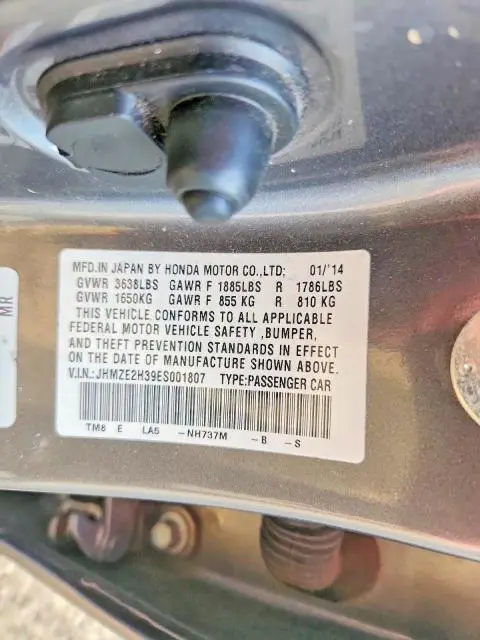 MFD.IN JAPAN BY HONDA MOTOR CO.,LTD; 01/'14
GVWR 3638LBS GAWR F 1885LBS R 1786LBS
GVWR 1650KG GAWR F 855 KG R 810 KG
THIS VEHICLE CONFORMS TO ALL APPLICABLE
FEDERAL MOTOR VEHICLE SAFETY ,BUMPER,
AND THEFT PREVENTION STANDARDS IN EFFECT
ON THE DATE OF MANUFACTURE SHOWN ABOVE.
V.I.N.: JHMZE2H39ES001807 TYPE:PASSENGER CAR
TM8 E LA5 -NH737M -B -S
MR